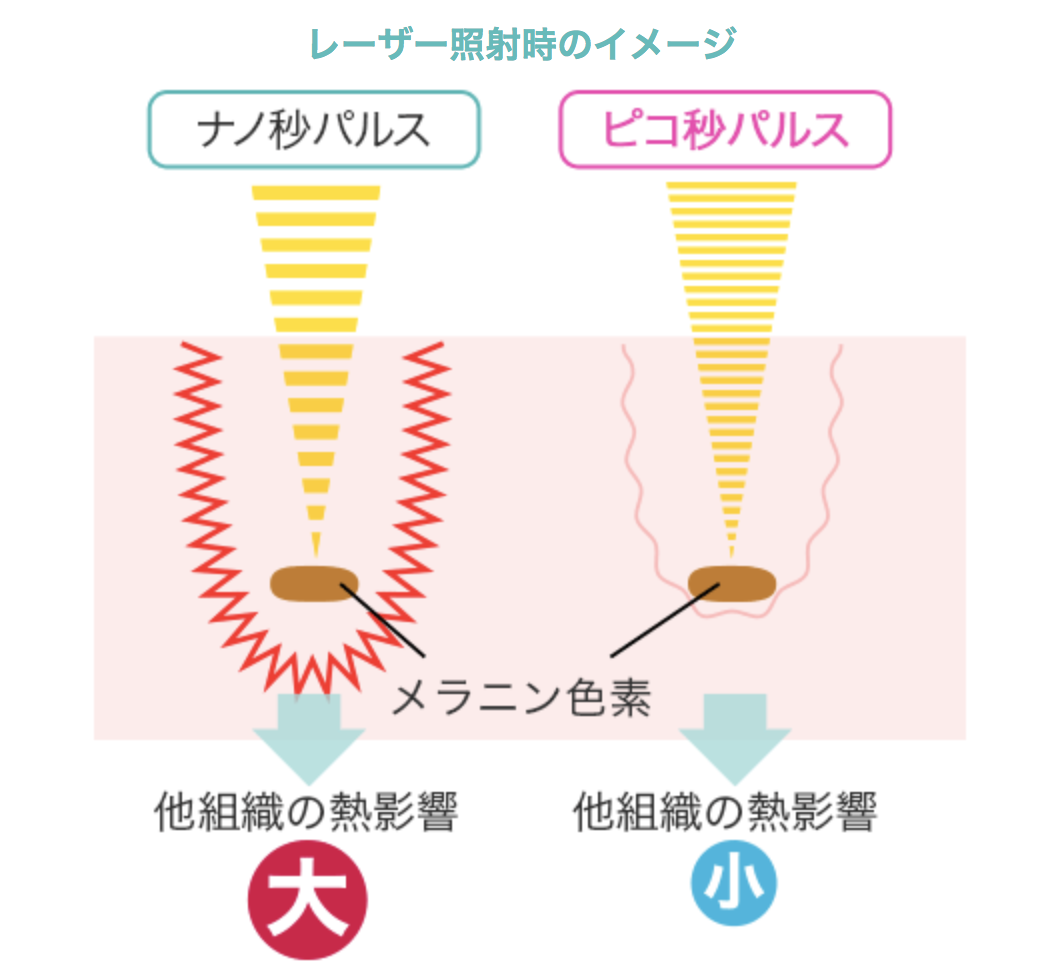 レーザー照射時のイメージ
ナノ秒パルス
ピコ秒パルス
メラニン色素
他組織の熱影響
大
他組織の熱影響
小